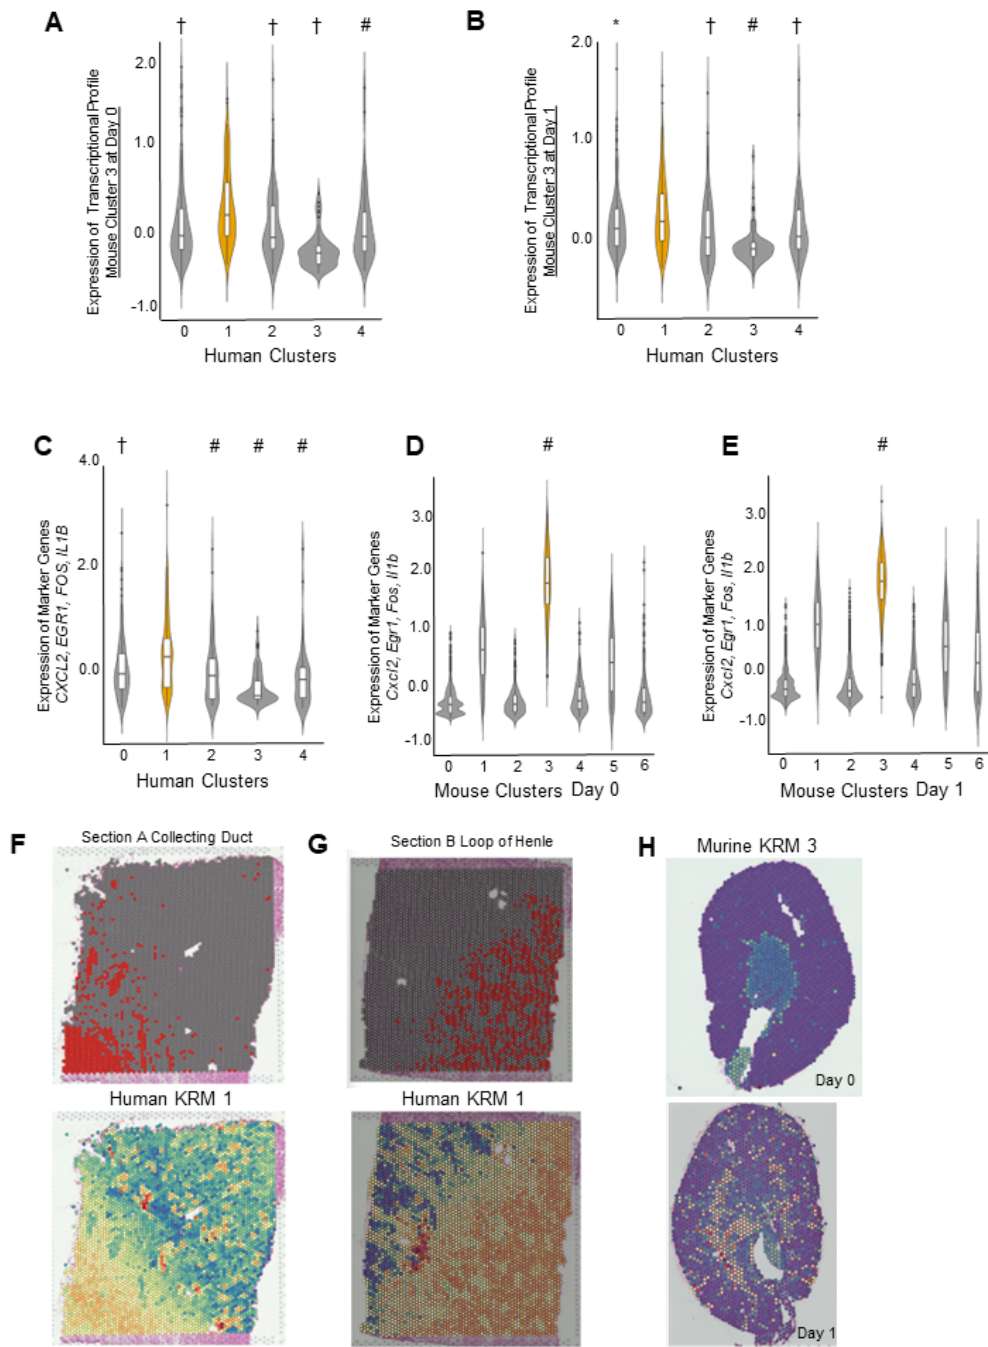 A
† † † #
Expression of Transcriptional Profile
Mouse Cluster 3 at Day 0
2.0
1.0
0.0
-1.0
0 1 2 3 4
Human Clusters
B
* † # †
Expression of Transcriptional Profile
Mouse Cluster 3 at Day 1
2.0
1.0
0.0
0 1 2 3 4
Human Clusters
C
† # # #
Expression of Marker Genes
CXCL2, EGR1, FOS, IL1B
4.0
2.0
0.0
0 1 2 3 4
Human Clusters
D
#
Expression of Marker Genes
Cxcl2, Egr1, Fos, Il1b
3.0
2.0
1.0
0.0
-1.0
0 1 2 3 4 5 6
Mouse Clusters Day 0
E
#
Expression of Marker Genes
Cxcl2, Egr1, Fos, Il1b
3.0
2.0
1.0
0.0
-1.0
0 1 2 3 4 5 6
Mouse Clusters Day 1
F
Section A Collecting Duct
Human KRM 1
G
Section B Loop of Henle
Human KRM 1
H
Murine KRM 3
Day 0
Day 1